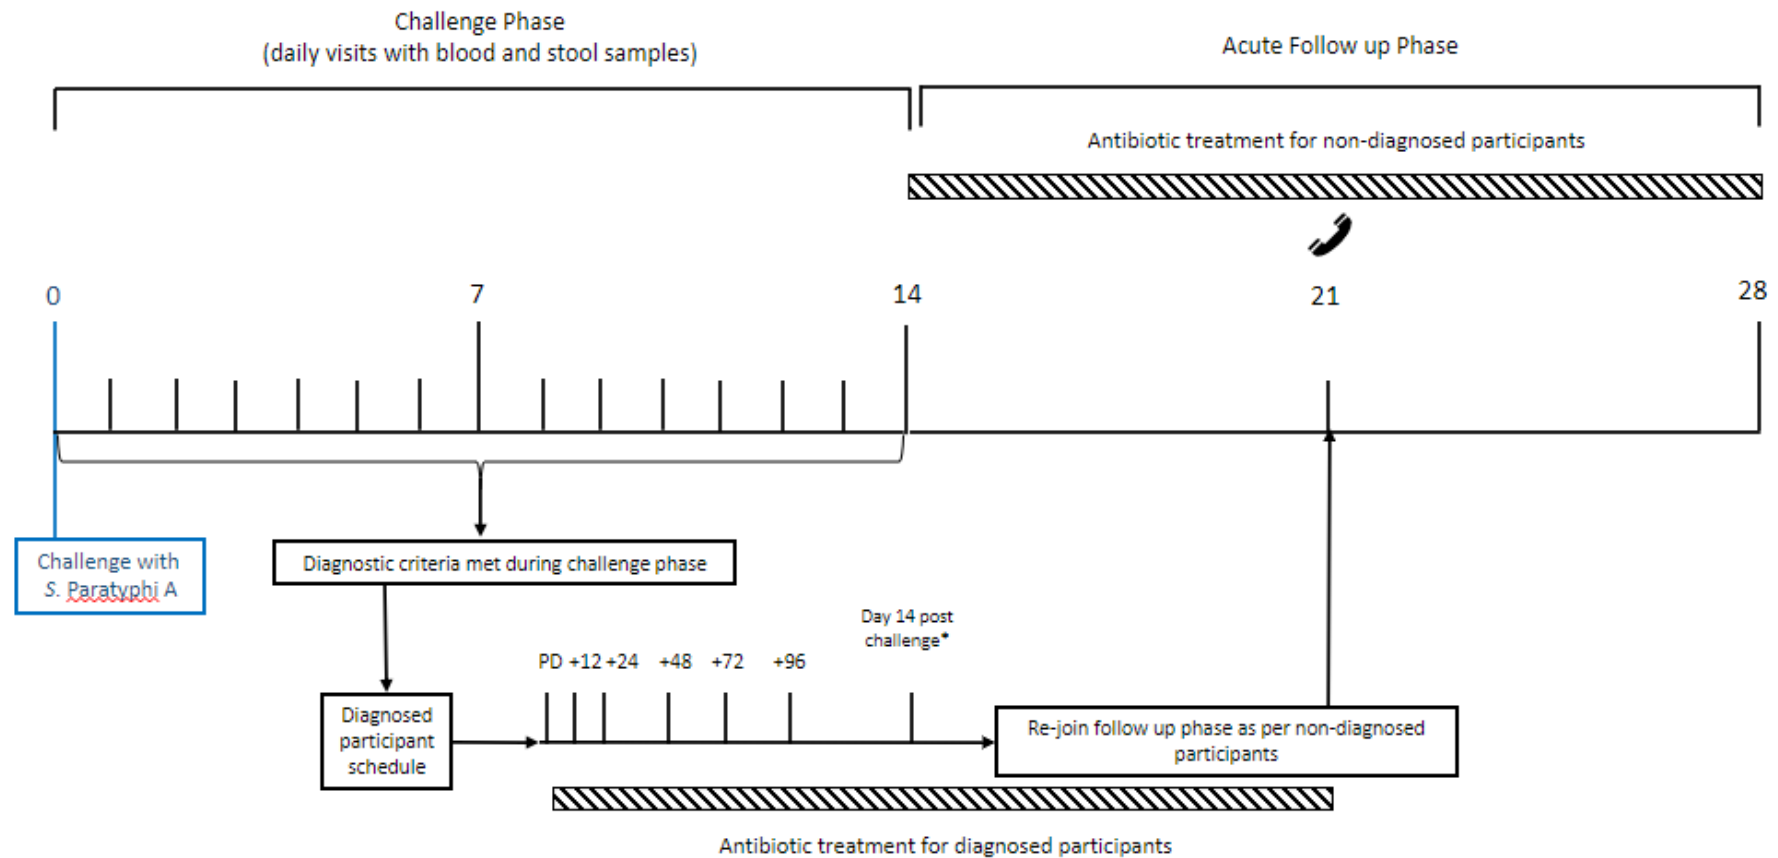 Challenge Phase
(daily visits with blood and stool samples)
Acute Follow up Phase
Antibiotic treatment for non-diagnosed participants
0
7
14
21
28
Challenge with
S. Paratyphi A
Diagnostic criteria met during challenge phase
Day 14 post
challenge*
PD +12 +24 +48 +72 +96
Diagnosed
participant
schedule
Re-join follow up phase as per non-diagnosed
participants
Antibiotic treatment for diagnosed participants